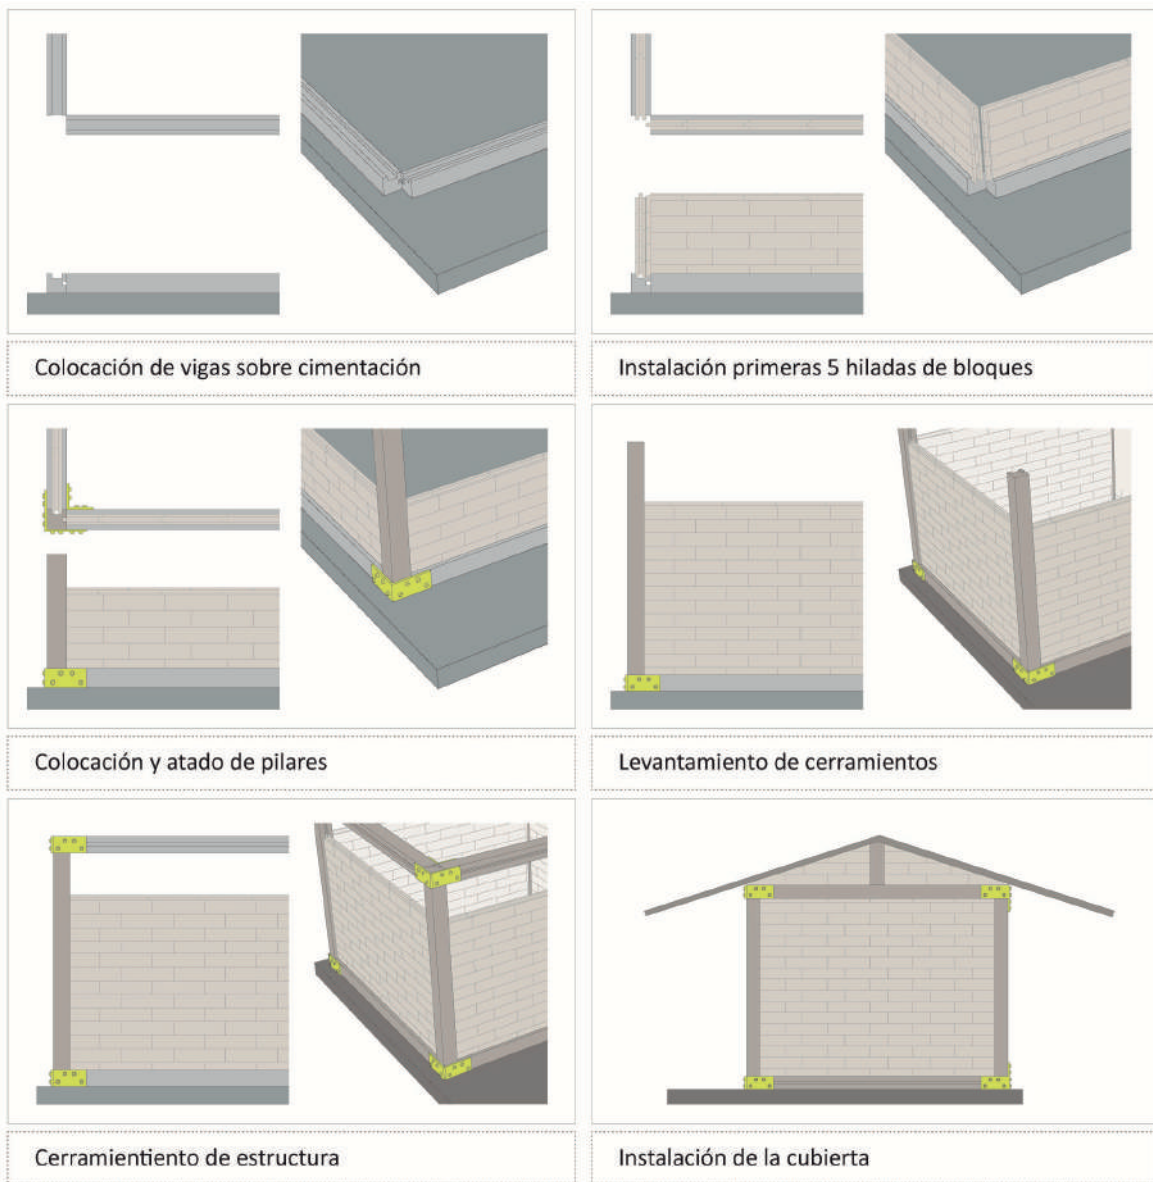 Colocación de vigas sobre cimentación
Instalación primeras 5 hiladas de bloques
Colocación y atado de pilares
Levantamiento de cerramientos
Cerramientiento de estructura
Instalación de la cubierta